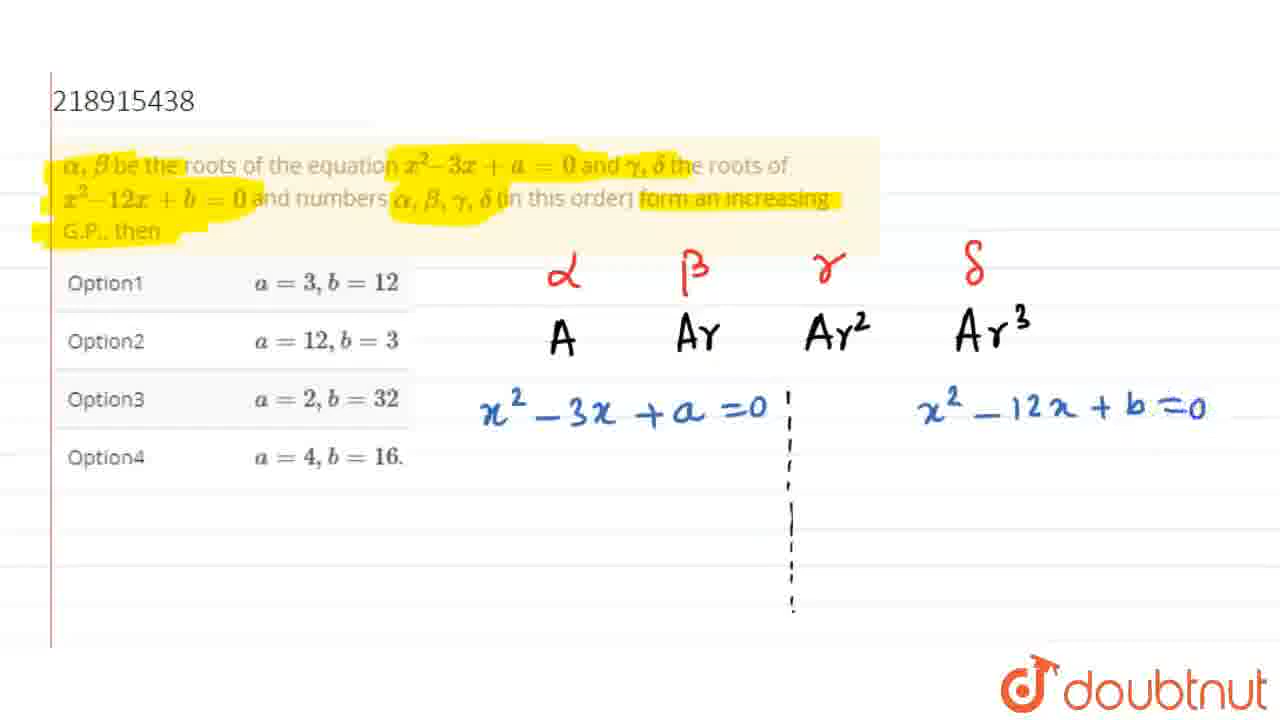 218915438
α, β be the roots of the equation x² – 3x + a = 0 and γ, δ the roots of
x² – 12x + b = 0 and numbers α, β, γ, δ (in this order) form an increasing
G.P., then
Option1 a = 3, b = 12
Option2 a = 12, b = 3
Option3 a = 2, b = 32
Option4 a = 4, b = 16.
α β γ δ
A Ar Ar² Ar³
x² – 3x + a = 0 x² – 12x + b = 0
doubtnut